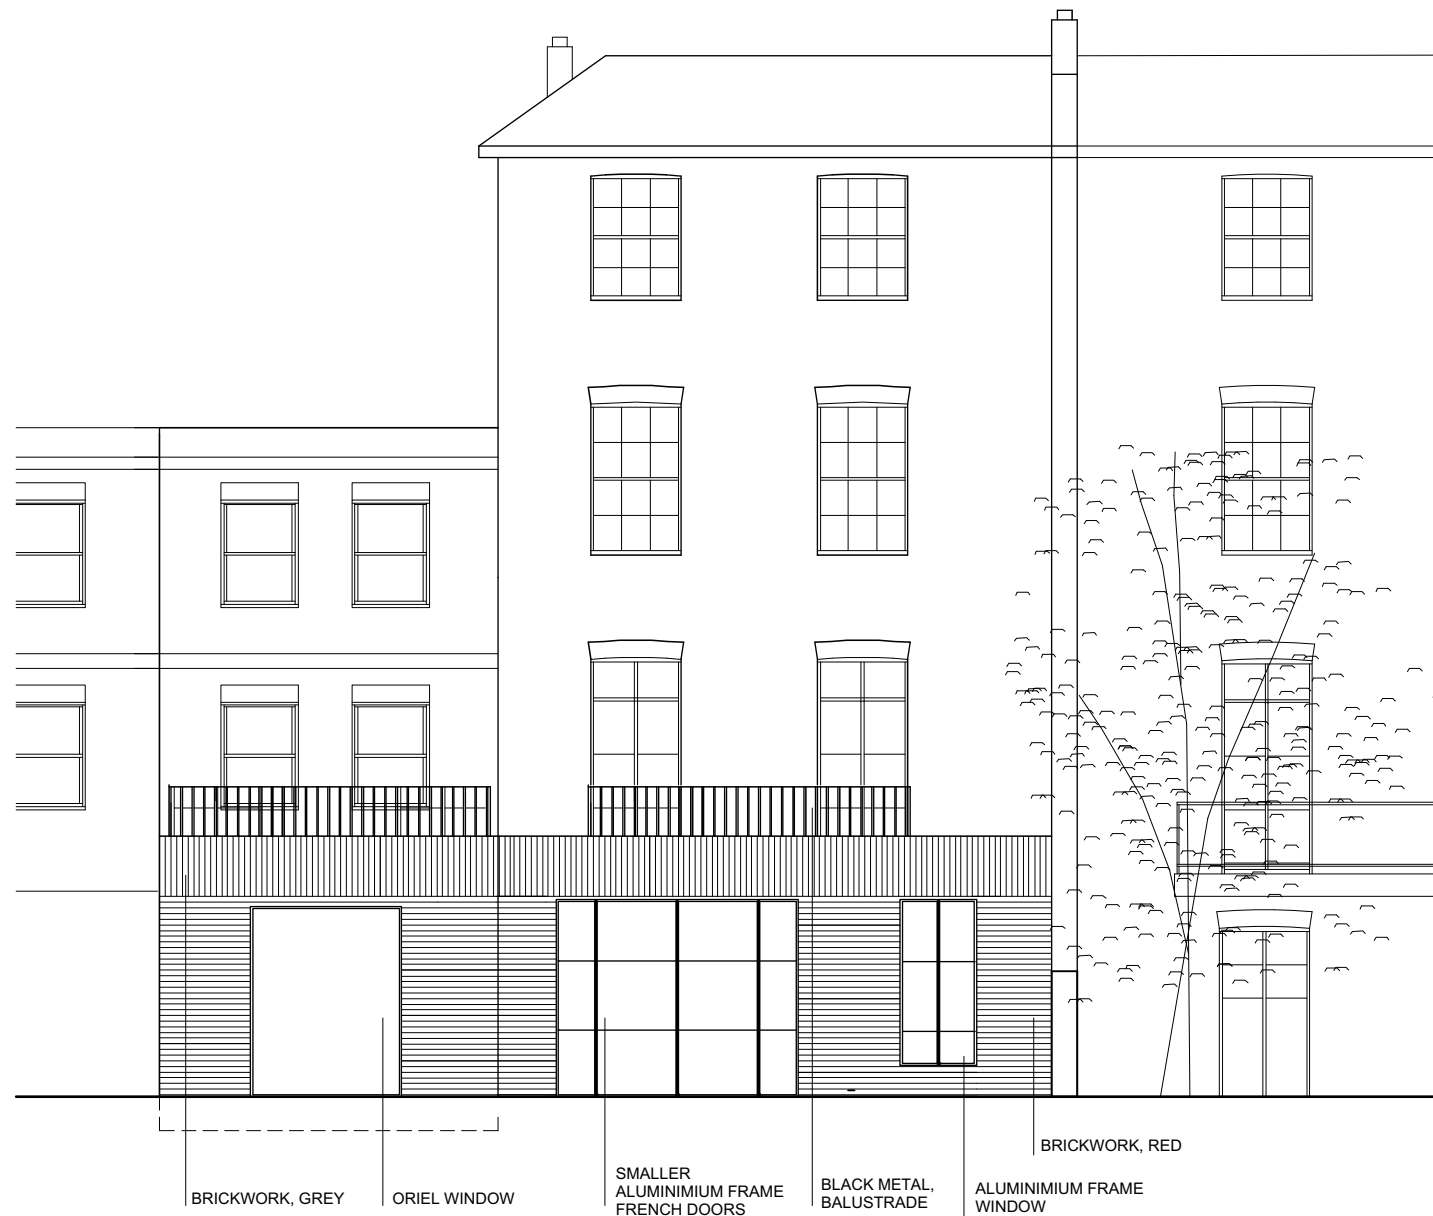 BRICKWORK, GREY
ORIEL WINDOW
SMALLER
ALUMINIMIUM FRAME
FRENCH DOORS
BLACK METAL,
BALUSTRADE
ALUMINIMIUM FRAME
WINDOW
BRICKWORK, RED